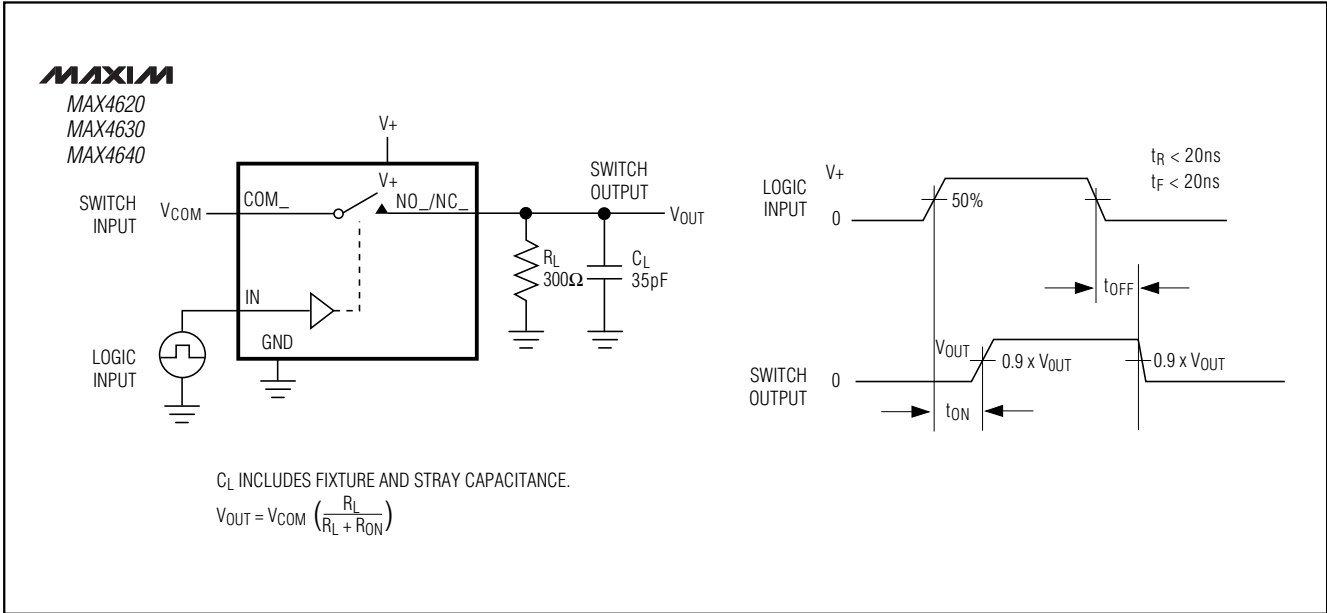 MAXIM
MAX4620
MAX4630
MAX4640
V+
V+
SWITCH
INPUT
VCOM
COM_
NO_/NC_
SWITCH
OUTPUT
VOUT
RL
300Ω
CL
35pF
IN
GND
LOGIC
INPUT
CL INCLUDES FIXTURE AND STRAY CAPACITANCE.
VOUT = VCOM (RL / RL + RON)
LOGIC
INPUT
V+
0
50%
tR < 20ns
tF < 20ns
tOFF
SWITCH
OUTPUT
VOUT
0
0.9 x VOUT
0.9 x VOUT
tON